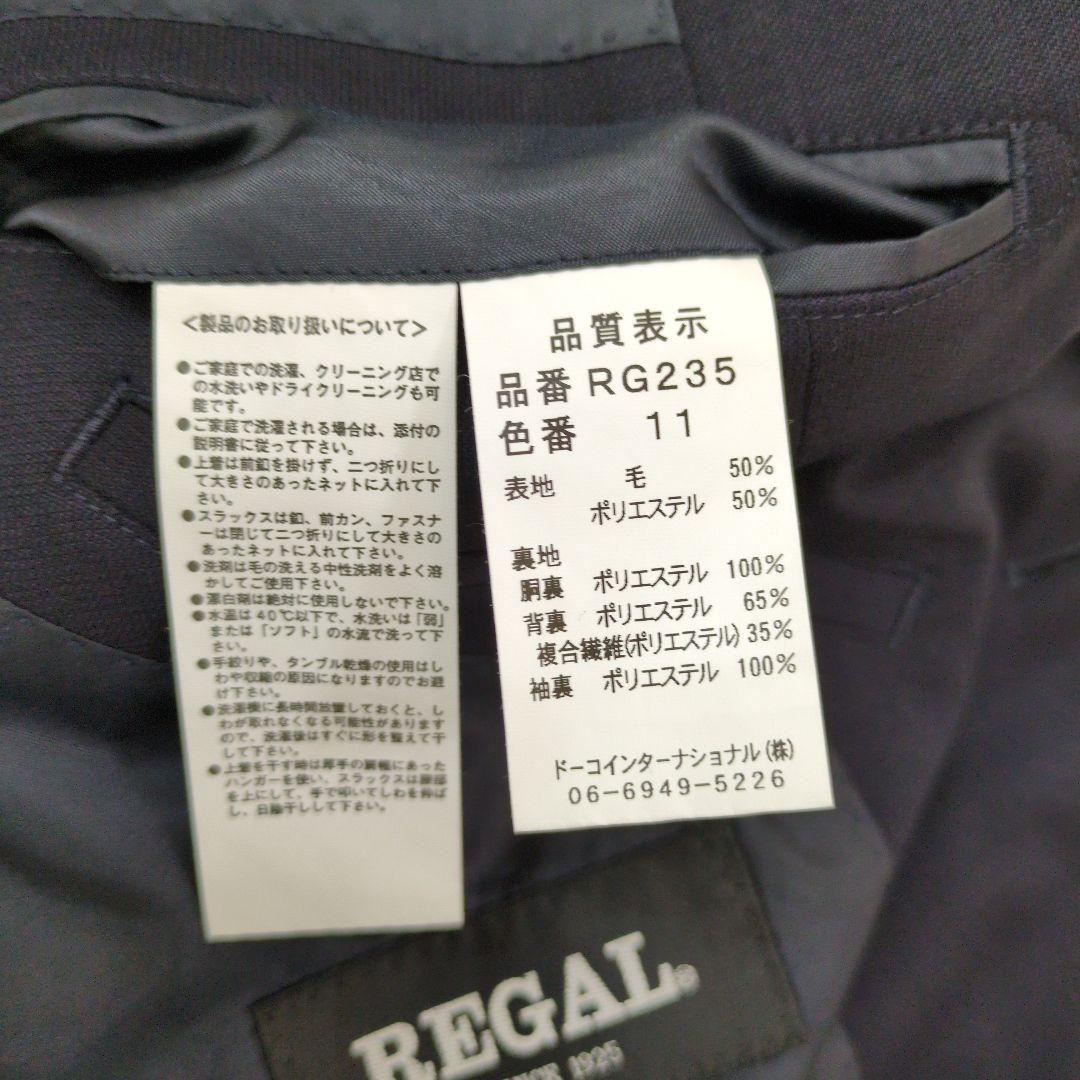 <製品のお取り扱いについて>
●ご家庭での洗濯、クリーニング店で
の水洗いやドライクリーニングも可
能です。
●ご家庭で洗濯される場合は、添付の
説明書に従って下さい。
●上着は前釦を掛けず、二つ折りにし
て大きさのあったネットに入れて下
さい。
●スラックスは釦、前カン、ファスナ
ーは閉じて二つ折りにして大きさの
あったネットに入れて下さい。
●洗剤は毛の洗える中性洗剤をよく溶
かしてご使用下さい。
●漂白剤は絶対に使用しないで下さい。
●水温は40℃以下で、水洗いは「弱」
または「ソフト」の水流で洗って下
さい。
●手絞りや、タンブル乾燥の使用はし
わや収縮の原因になりますのでお避
け下さい。
●洗濯機に長時間放置しておくと、し
わが取れなくなる可能性があります
ので、洗濯後はすぐに形を整えて干
して下さい。
●上着を干す時は厚手の肩幅にあった
ハンガーを使い、スラックスは腰部
を上にして、手で叩いてしわを伸ば
し、日陰干しして下さい。
品質表示
品番 RG235
色番 11
表地 毛 50%
ポリエステル 50%
裏地
胴裏 ポリエステル 100%
背裏 ポリエステル 65%
複合繊維(ポリエステル) 35%
袖裏 ポリエステル 100%
ドーコインターナショナル(株)
06-6949-5226
REGAL®
SINCE 1925